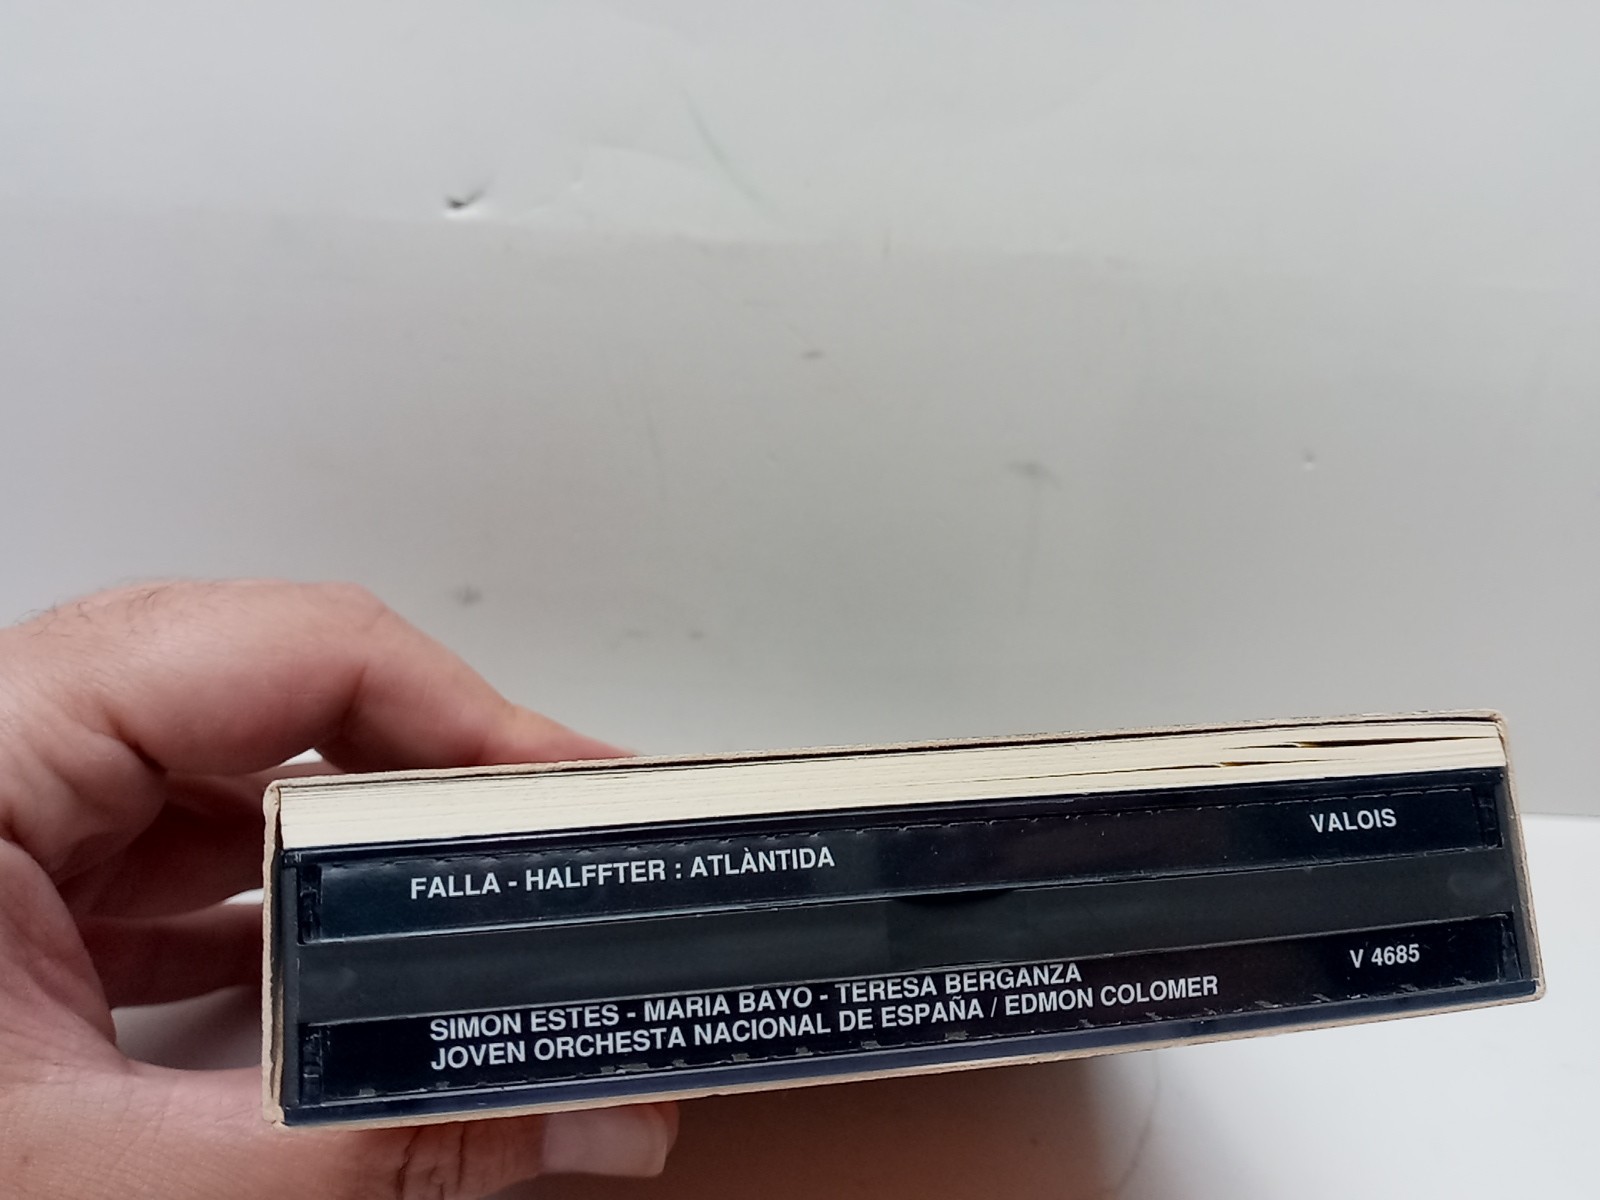 FALLA - HALFFTER : ATLÀNTIDA
VALOIS
SIMON ESTES - MARIA BAYO - TERESA BERGANZA
JOVEN ORCHESTA NACIONAL DE ESPAÑA / EDMON COLOMER
V 4685